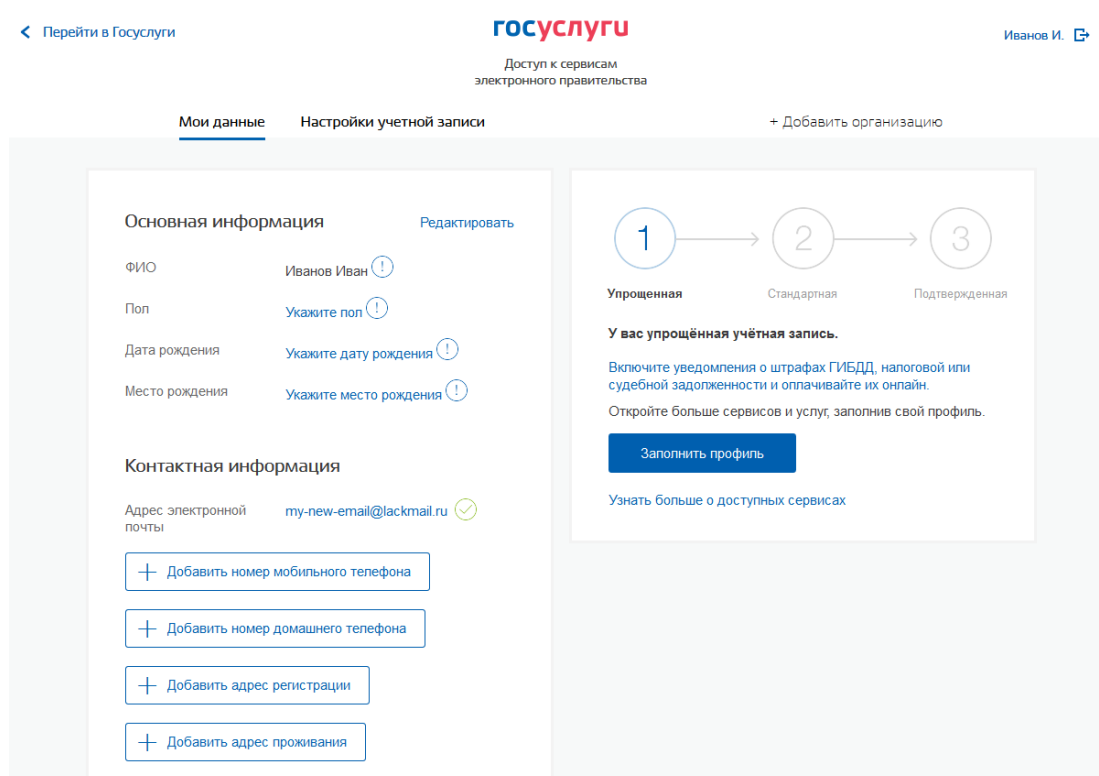 Перейти в Госуслуги
госуслуги
Иванов И.
Доступ к сервисам
электронного правительства
Мои данные
Настройки учетной записи
+ Добавить организацию
Основная информация
Редактировать
ФИО
Иванов Иван
Пол
Укажите пол
Дата рождения
Укажите дату рождения
Место рождения
Укажите место рождения
Контактная информация
Адрес электронной
почты
my-new-email@lackmail.ru
Добавить номер мобильного телефона
Добавить номер домашнего телефона
Добавить адрес регистрации
Добавить адрес проживания
1
2
3
Упрощенная
Стандартная
Подтвержденная
У вас упрощённая учётная запись.
Включите уведомления о штрафах ГИБДД, налоговой или
судебной задолженности и оплачивайте их онлайн.
Откройте больше сервисов и услуг, заполнив свой профиль.
Заполнить профиль
Узнать больше о доступных сервисах